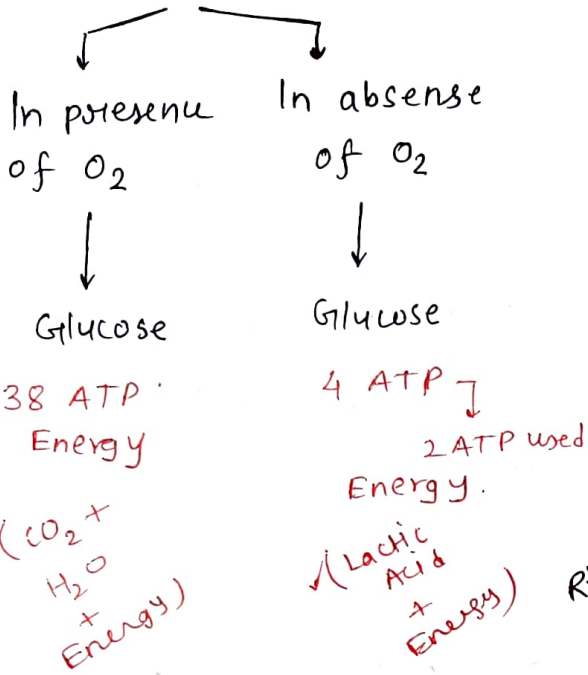 In presence
of O₂
↓
Glucose
38 ATP
Energy
(CO₂ +
H₂O
+
Energy)
In absense
of O₂
↓
Glucose
4 ATP
2 ATP used
Energy.
✓(Lactic
Acid
+
Energy)
R